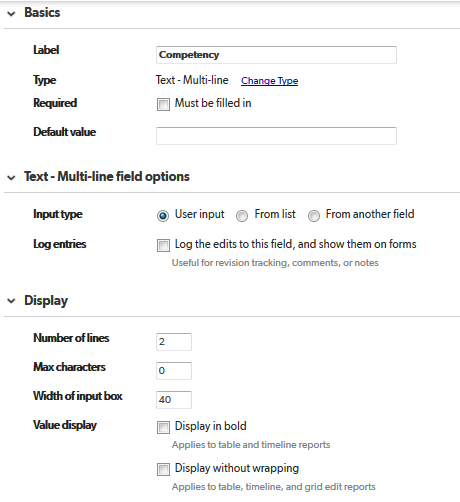 Basics
Label Competency
Type Text - Multi-line Change Type
Required Must be filled in
Default value
Text - Multi-line field options
Input type User input From list From another field
Log entries Log the edits to this field, and show them on forms
Useful for revision tracking, comments, or notes
Display
Number of lines 2
Max characters 0
Width of input box 40
Value display Display in bold
Applies to table and timeline reports
Display without wrapping
Applies to table, timeline, and grid edit reports